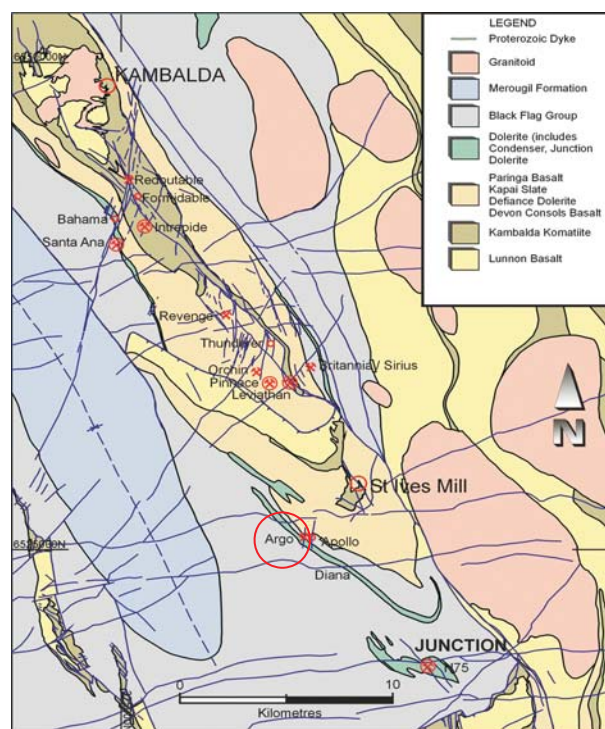 LEGEND
Proterozoic Dyke
Granitoid
Merougil Formation
Black Flag Group
Dolerite (includes
Condenser, Junction
Dolerite
Paringa Basalt
Kapai Slate
Defiance Dolerite
Devon Consols Basalt
Kambalda Komatiite
Lunnon Basalt
KAMBALDA
Redoutable
Formidable
Bahama
Intrepide
Santa Ana
Revenge
Thunderer
Orchin
Britannia / Sirius
Pinnace
Leviathan
N
St Ives Mill
6525000N
Argo
Apollo
Diana
JUNCTION
N75
0
10
Kilometres